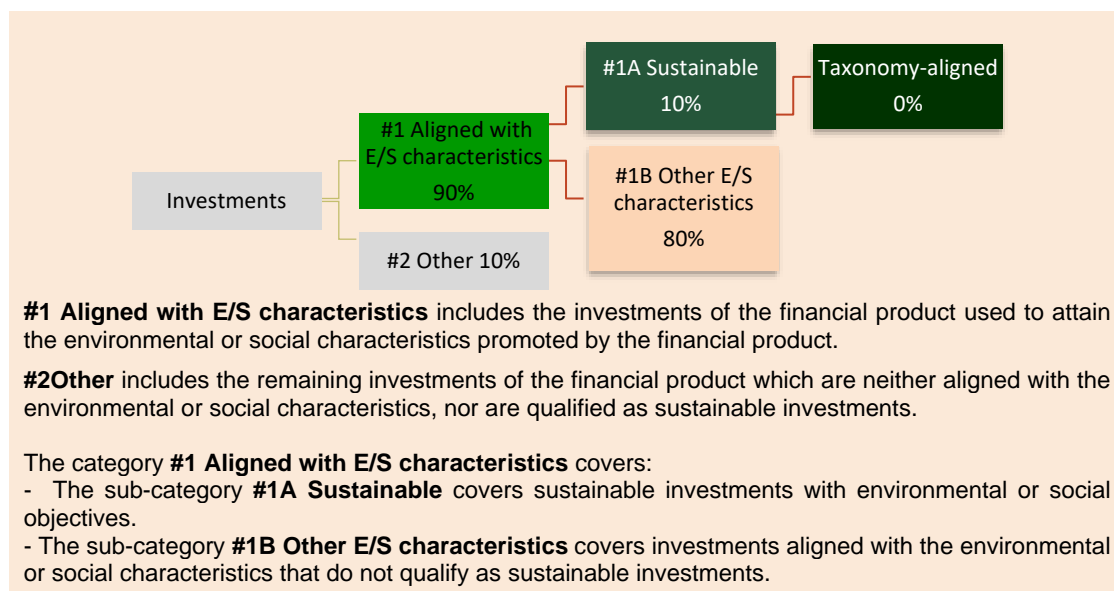 #1A Sustainable
10%
Taxonomy-aligned
0%
#1 Aligned with
E/S characteristics
90%
#1B Other E/S
characteristics
80%
Investments
#2 Other 10%
#1 Aligned with E/S characteristics includes the investments of the financial product used to attain
the environmental or social characteristics promoted by the financial product.
#2Other includes the remaining investments of the financial product which are neither aligned with the
environmental or social characteristics, nor are qualified as sustainable investments.
The category #1 Aligned with E/S characteristics covers:
- The sub-category #1A Sustainable covers sustainable investments with environmental or social
objectives.
- The sub-category #1B Other E/S characteristics covers investments aligned with the environmental
or social characteristics that do not qualify as sustainable investments.